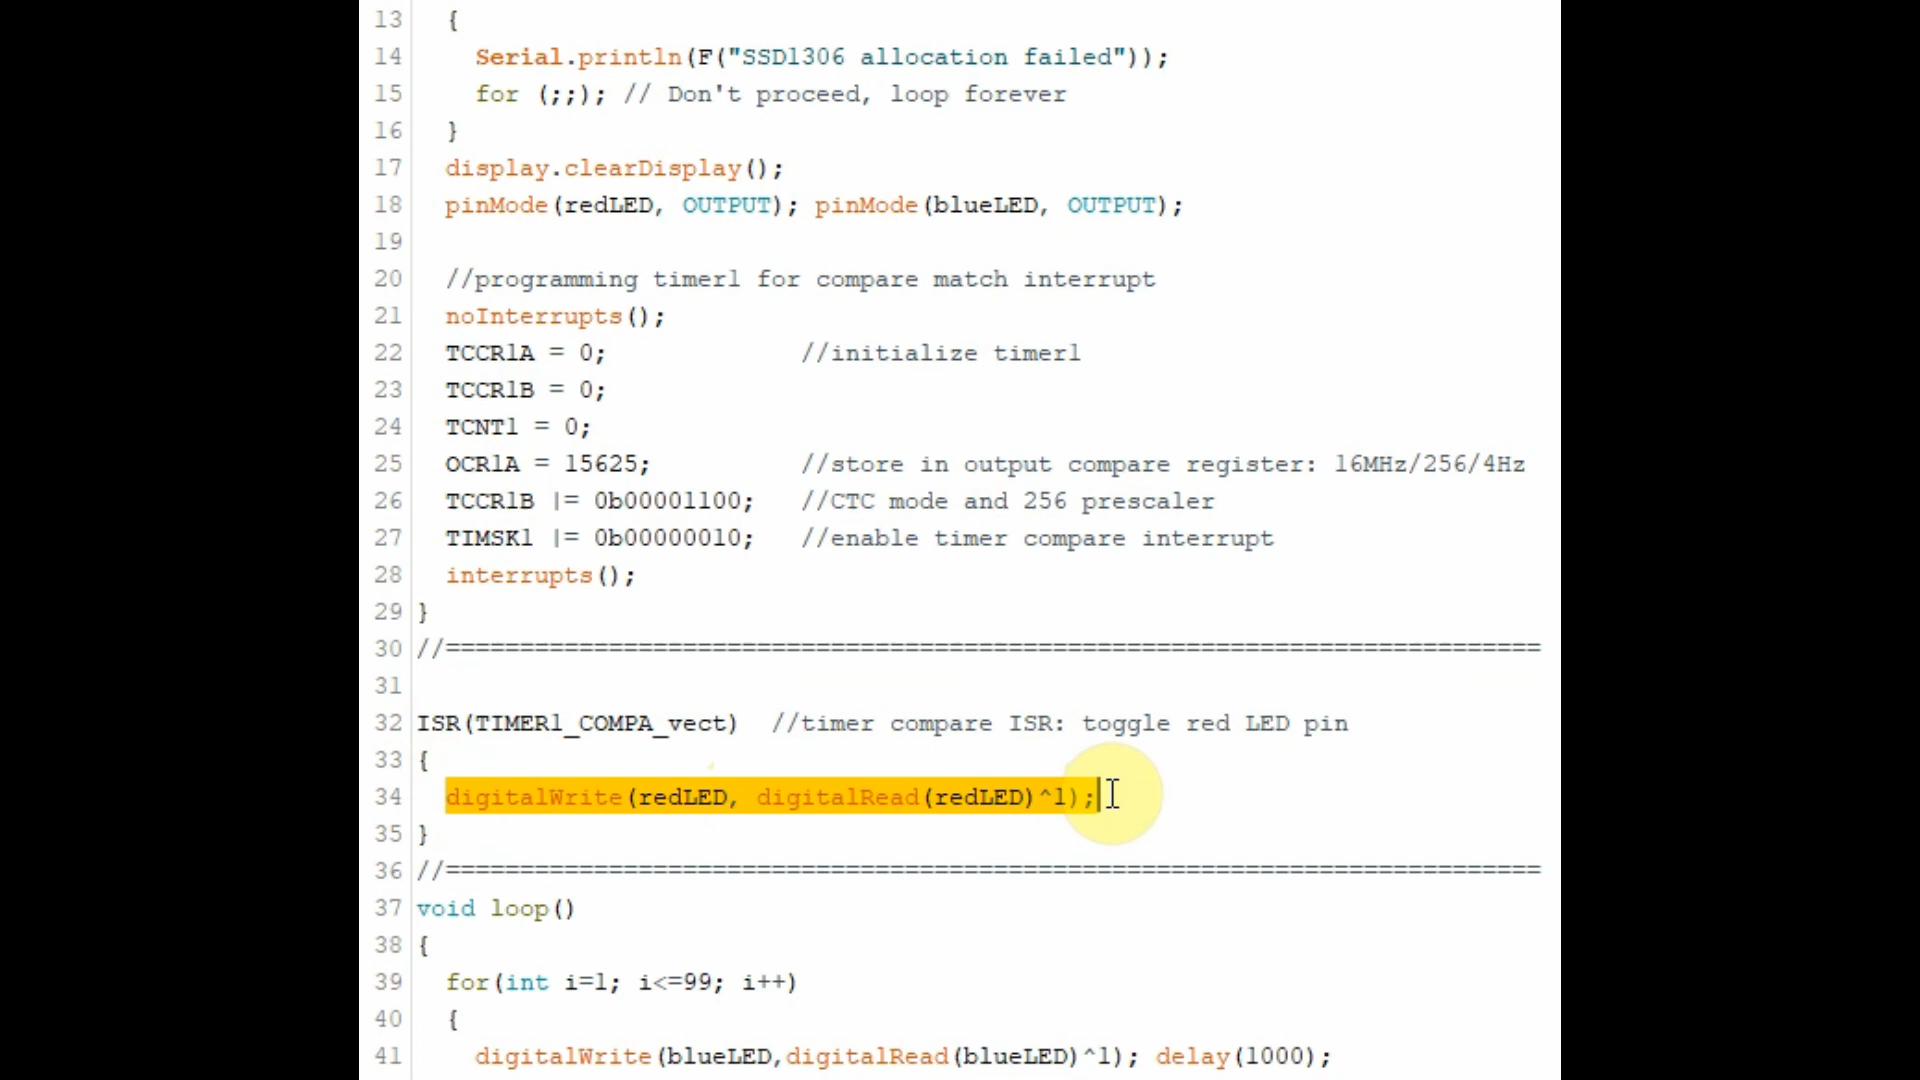 13 {
14 Serial.println(F("SSD1306 allocation failed"));
15 for (;;); // Don't proceed, loop forever
16 }
17 display.clearDisplay();
18 pinMode(redLED, OUTPUT); pinMode(blueLED, OUTPUT);
19
20 //programming timer1 for compare match interrupt
21 noInterrupts();
22 TCCR1A = 0; //initialize timer1
23 TCCR1B = 0;
24 TCNT1 = 0;
25 OCR1A = 15625; //store in output compare register: 16MHz/256/4Hz
26 TCCR1B |= 0b00001100; //CTC mode and 256 prescaler
27 TIMSK1 |= 0b00000010; //enable timer compare interrupt
28 interrupts();
29 }
30 //==========================================================================
31
32 ISR(TIMER1_COMPA_vect) //timer compare ISR: toggle red LED pin
33 {
34 digitalWrite(redLED, digitalRead(redLED)^1);
35 }
36 //==========================================================================
37 void loop()
38 {
39 for(int i=1; i<=99; i++)
40 {
41 digitalWrite(blueLED,digitalRead(blueLED)^1); delay(1000);